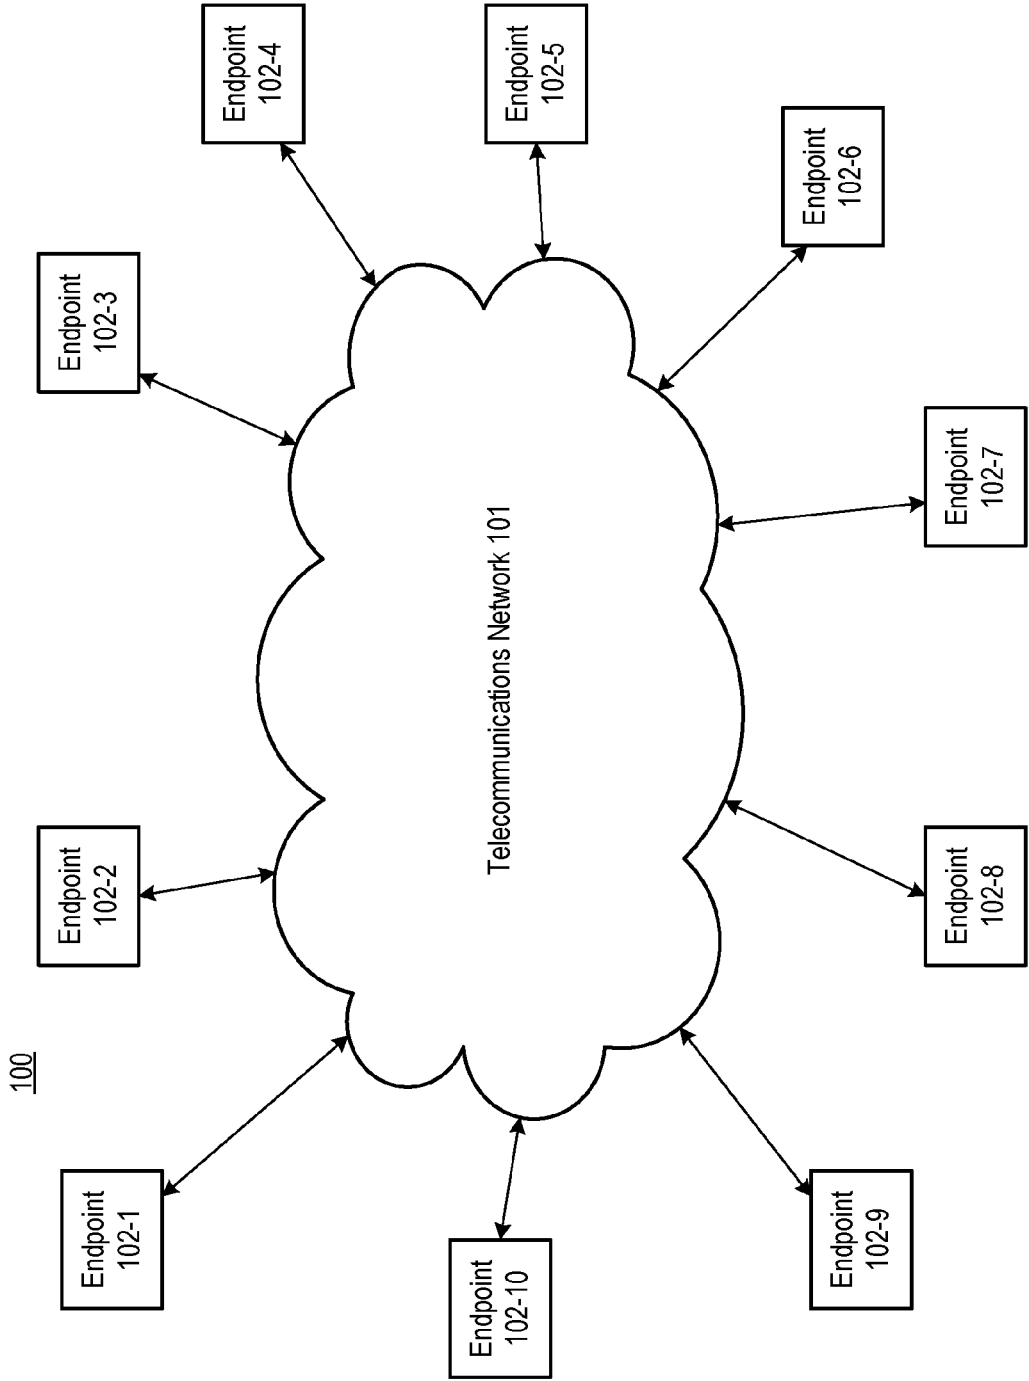 100
Endpoint
102-1
Endpoint
102-2
Endpoint
102-3
Endpoint
102-4
Endpoint
102-5
Endpoint
102-6
Endpoint
102-7
Endpoint
102-8
Endpoint
102-9
Endpoint
102-10
Telecommunications Network 101